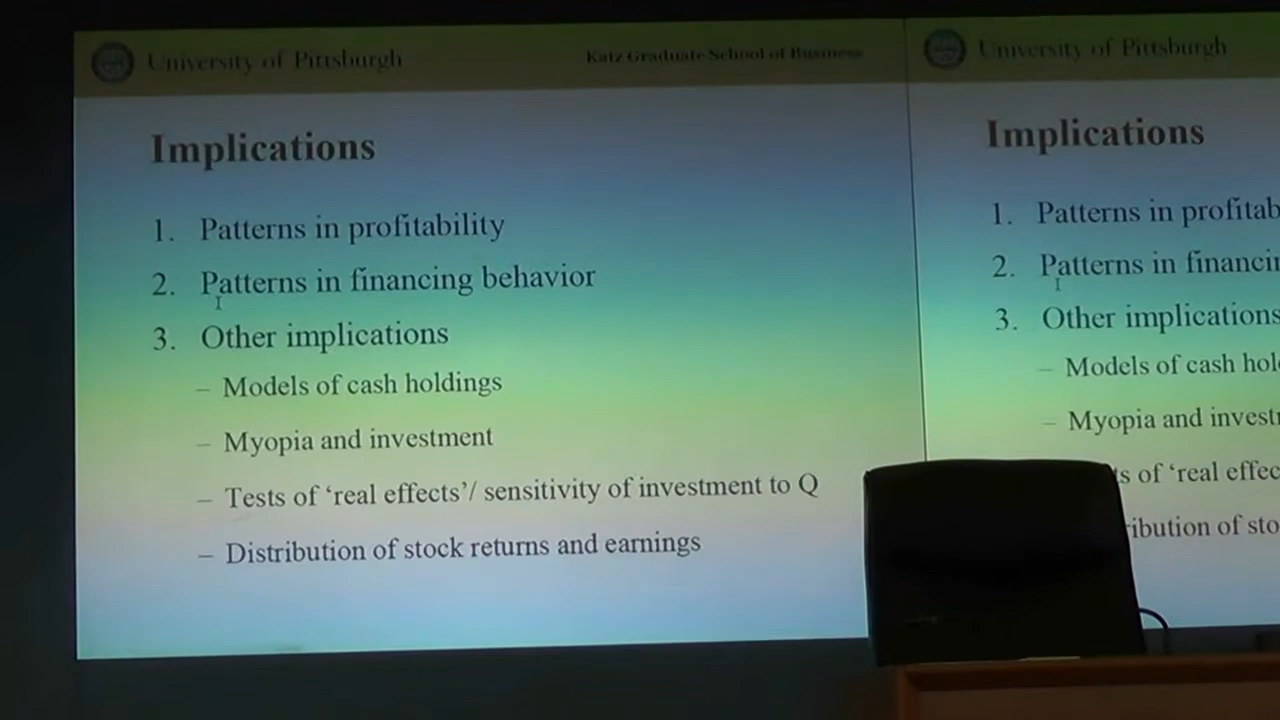 University of Pittsburgh
Katz Graduate School of Business
Implications
1. Patterns in profitability
2. Patterns in financing behavior
3. Other implications
– Models of cash holdings
– Myopia and investment
– Tests of ‘real effects’/ sensitivity of investment to Q
– Distribution of stock returns and earnings
University of Pittsburgh
Implications
1. Patterns in profitab
2. Patterns in financin
3. Other implications
– Models of cash hol
– Myopia and invest
s of ‘real effec
ibution of sto